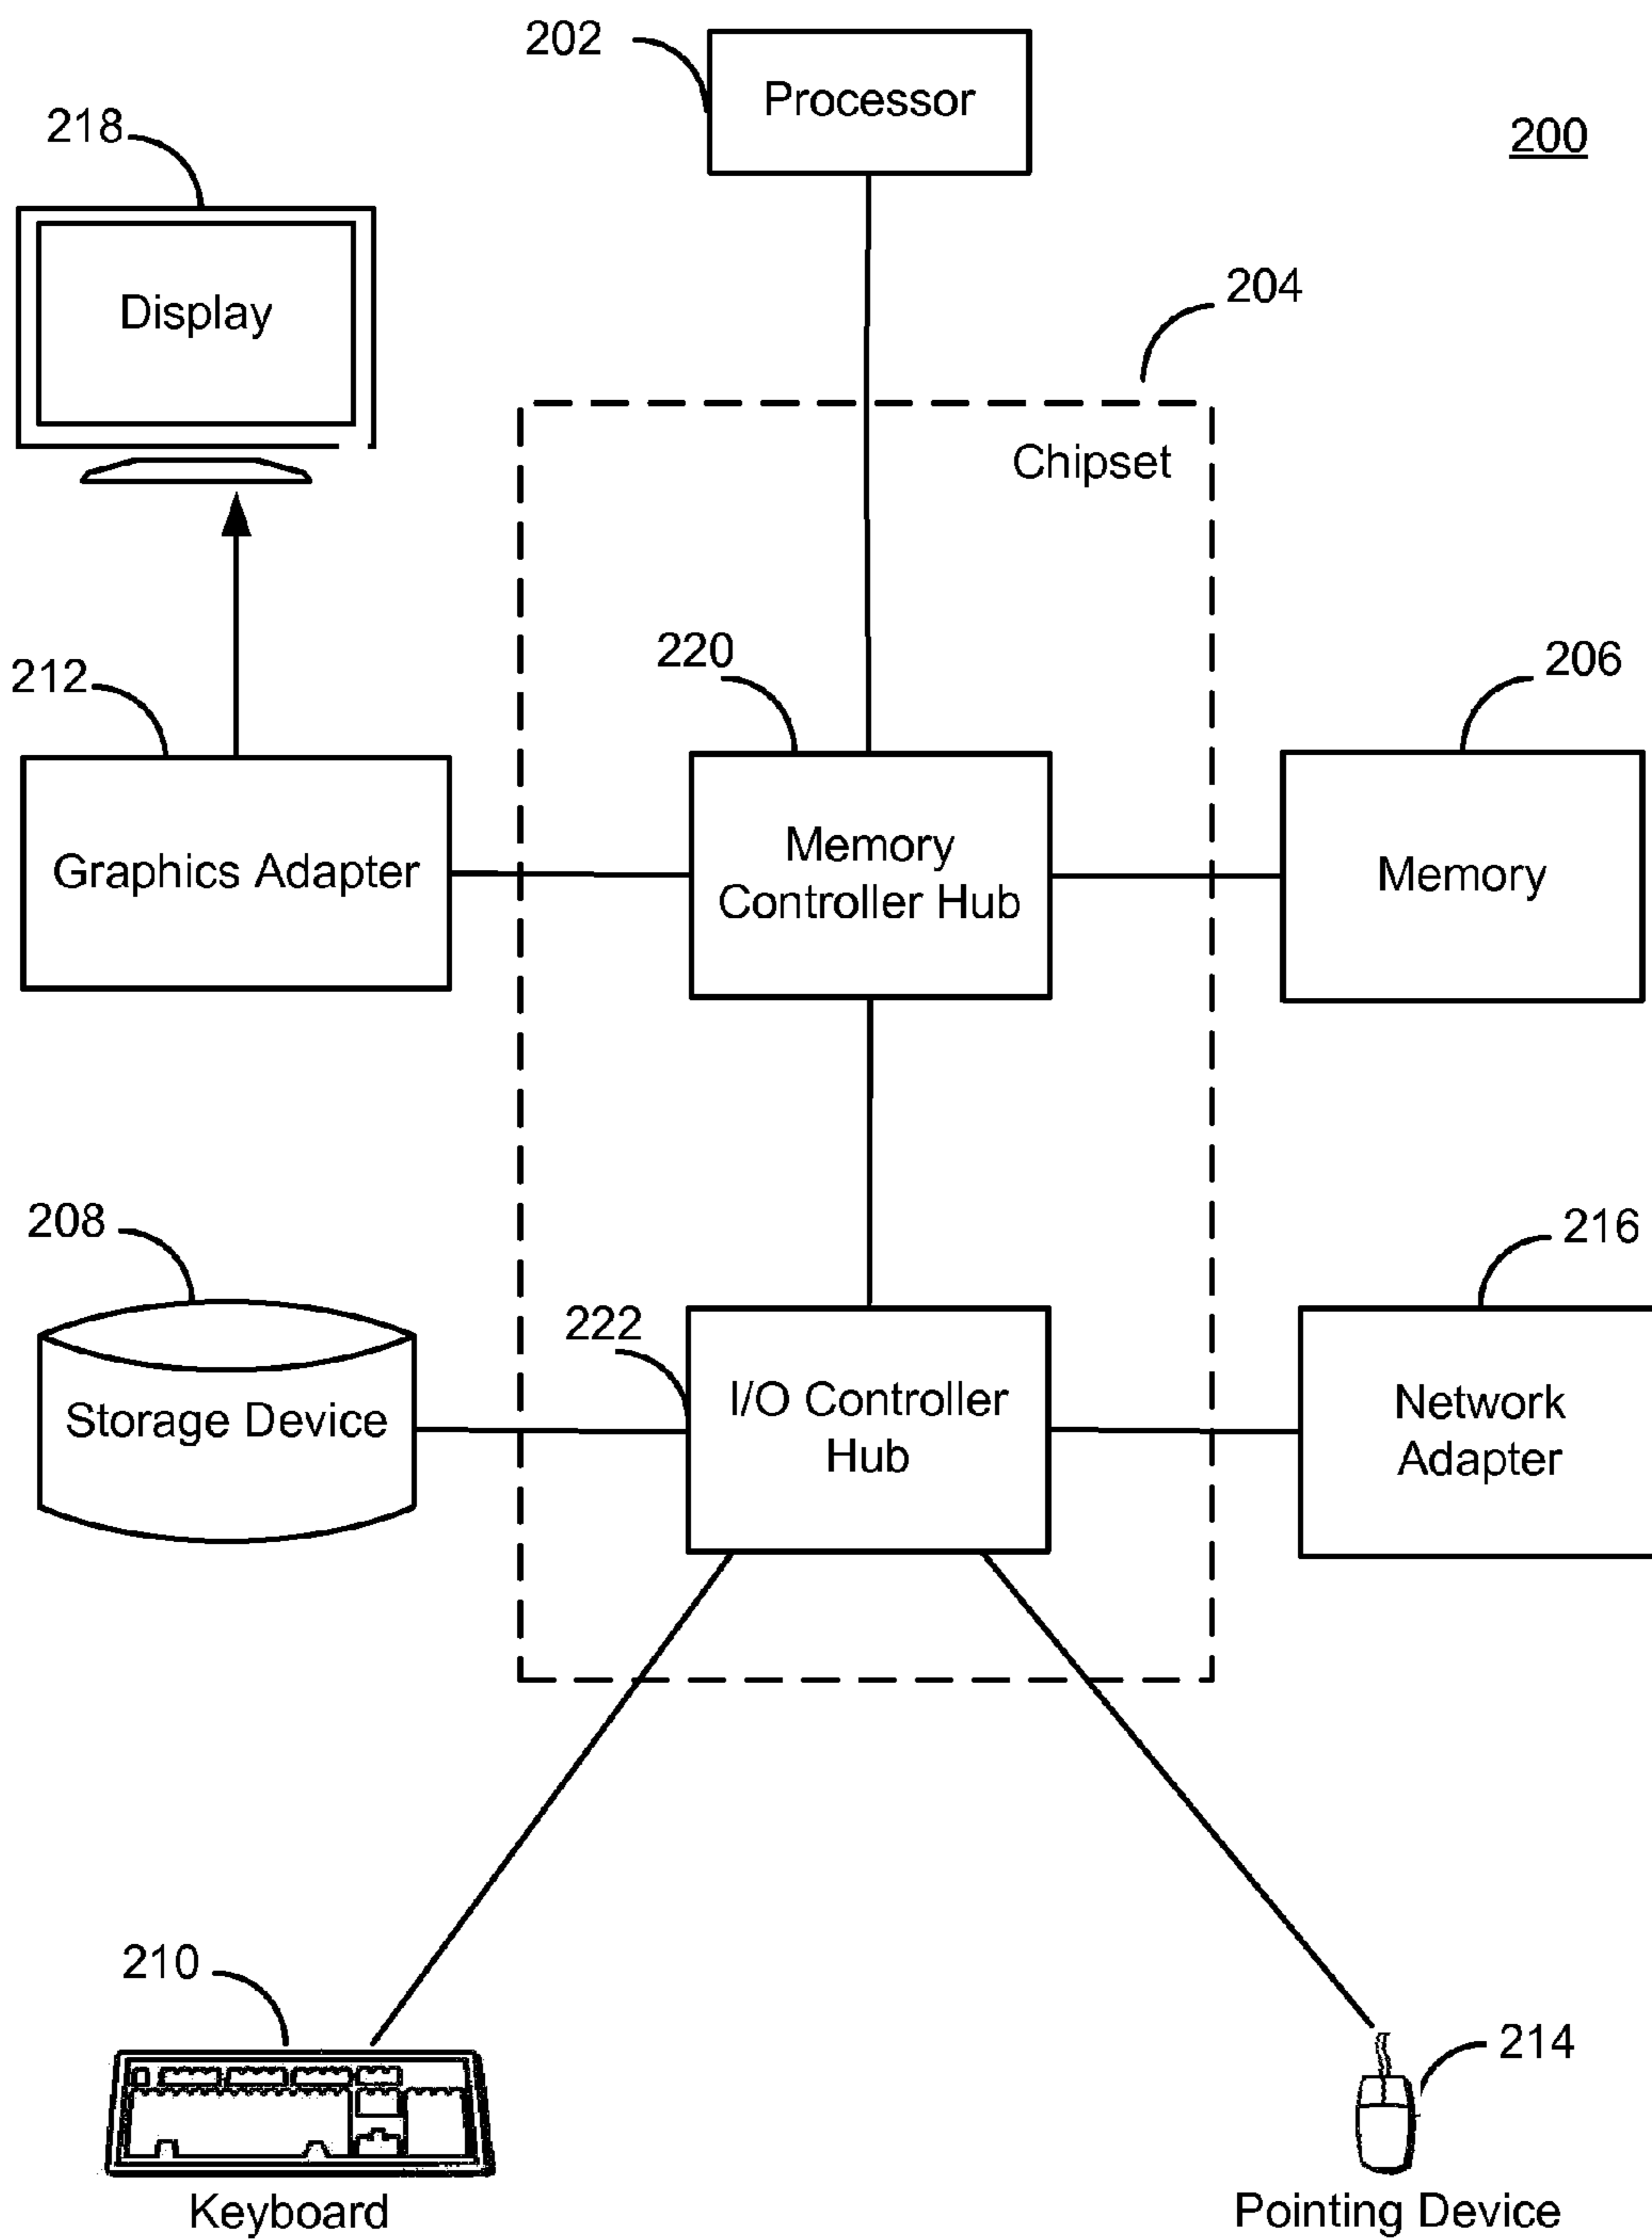 202
Processor
200
218
Display
204
Chipset
220
206
212
Memory
Controller Hub
Graphics Adapter
Memory
208
216
222
I/O Controller
Hub
Storage Device
Network
Adapter
210
214
Keyboard
Pointing Device